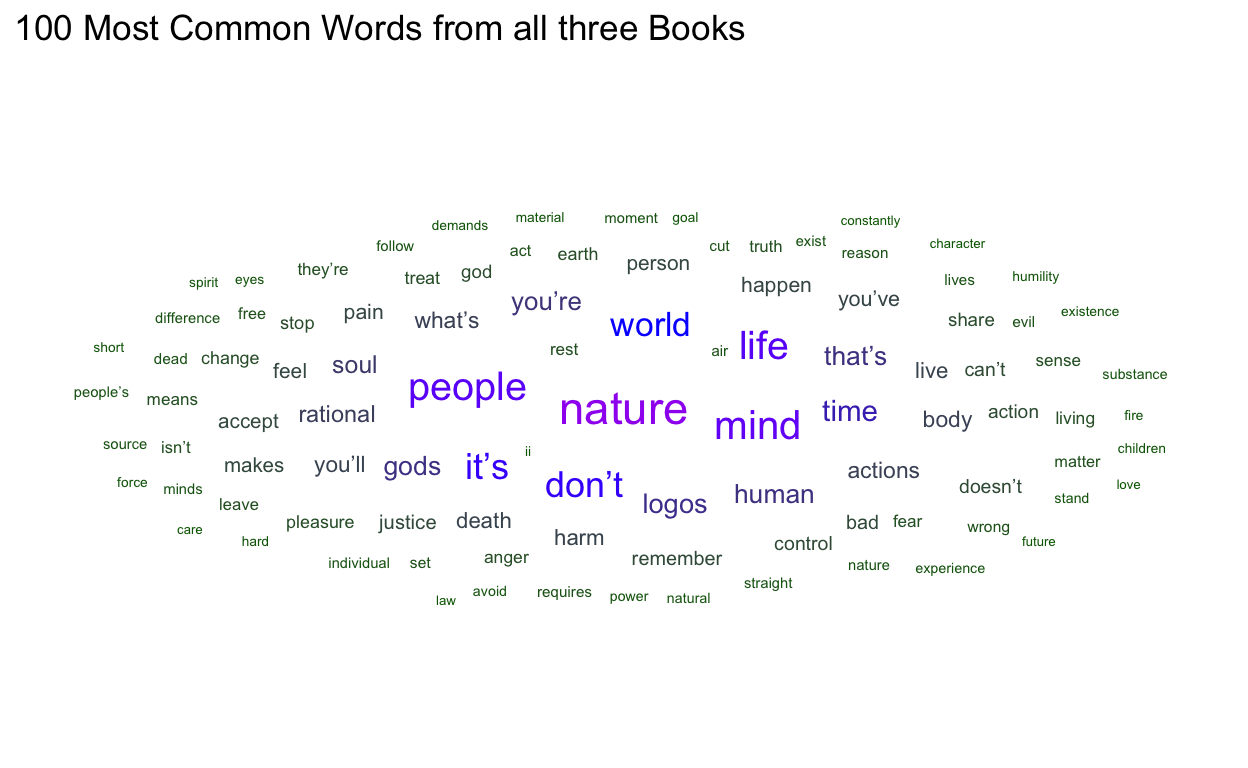 100 Most Common Words from all three Books
demands material moment goal constantly
follow act earth person cut truth exist reason character
spirit eyes they’re treat god happen lives humility
difference free stop pain what’s you’re world you’ve share evil existence
short dead change feel soul rest air life that’s live can’t sense substance
people’s means accept rational people nature mind time body action living fire
source isn’t makes you’ll gods it’s ii don’t logos human actions doesn’t matter children
force minds leave stand love
care hard pleasure justice death harm remember control bad fear wrong future
individual set anger straight nature experience
law avoid requires power natural